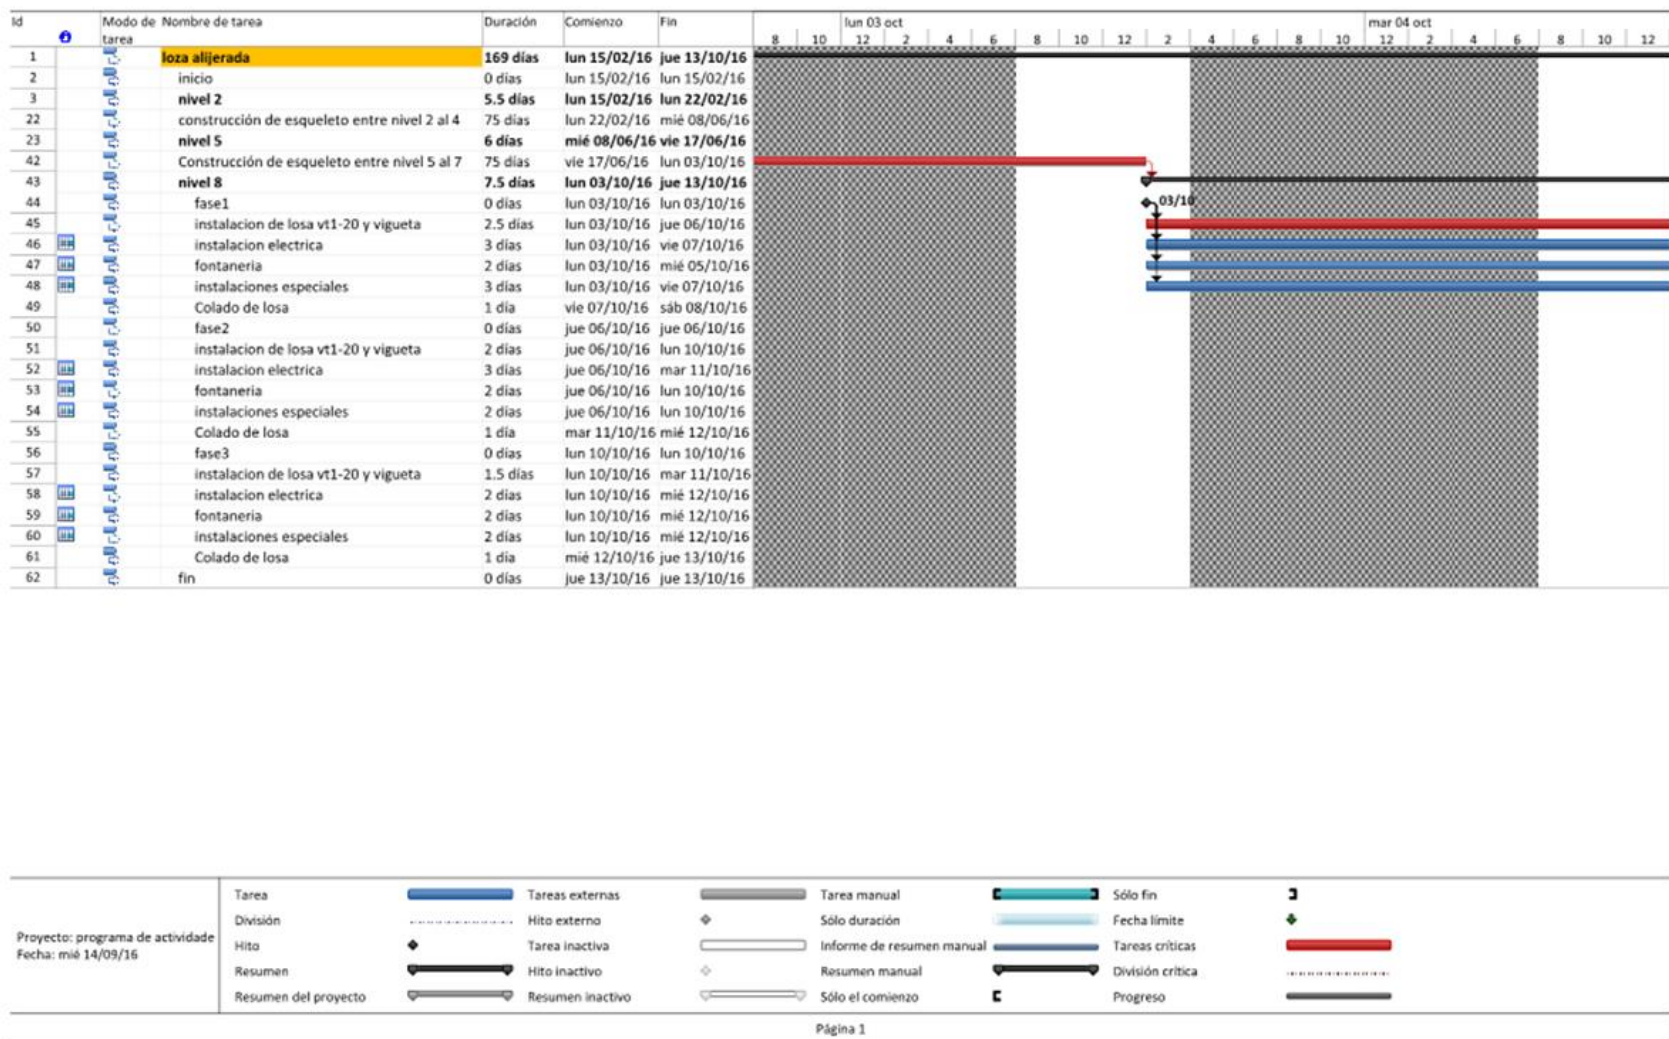 Id Modo de tarea Nombre de tarea Duración Comienzo Fin lun 03 oct mar 04 oct
8 10 12 2 4 6 8 10 12 2 4 6 8 10 12 2 4 6 8 10 12
1 loza alijerada 169 días lun 15/02/16 jue 13/10/16
2 inicio 0 días lun 15/02/16 lun 15/02/16
3 nivel 2 5.5 días lun 15/02/16 lun 22/02/16
22 construcción de esqueleto entre nivel 2 al 4 75 días lun 22/02/16 mié 08/06/16
23 nivel 5 6 días mié 08/06/16 vie 17/06/16
42 Construcción de esqueleto entre nivel 5 al 7 75 días vie 17/06/16 lun 03/10/16
43 nivel 8 7.5 días lun 03/10/16 jue 13/10/16
44 fase1 0 días lun 03/10/16 lun 03/10/16 03/10
45 instalacion de losa vt1-20 y vigueta 2.5 días lun 03/10/16 jue 06/10/16
46 instalacion electrica 3 días lun 03/10/16 vie 07/10/16
47 fontaneria 2 días lun 03/10/16 mié 05/10/16
48 instalaciones especiales 3 días lun 03/10/16 vie 07/10/16
49 Colado de losa 1 día vie 07/10/16 sáb 08/10/16
50 fase2 0 días jue 06/10/16 jue 06/10/16
51 instalacion de losa vt1-20 y vigueta 2 días jue 06/10/16 lun 10/10/16
52 instalacion electrica 3 días jue 06/10/16 mar 11/10/16
53 fontaneria 2 días jue 06/10/16 lun 10/10/16
54 instalaciones especiales 2 días jue 06/10/16 lun 10/10/16
55 Colado de losa 1 día mar 11/10/16 mié 12/10/16
56 fase3 0 días lun 10/10/16 lun 10/10/16
57 instalacion de losa vt1-20 y vigueta 1.5 días lun 10/10/16 mar 11/10/16
58 instalacion electrica 2 días lun 10/10/16 mié 12/10/16
59 fontaneria 2 días lun 10/10/16 mié 12/10/16
60 instalaciones especiales 2 días lun 10/10/16 mié 12/10/16
61 Colado de losa 1 día mié 12/10/16 jue 13/10/16
62 fin 0 días jue 13/10/16 jue 13/10/16
Proyecto: programa de actividade
Fecha: mié 14/09/16
Tarea Tareas externas Tarea manual Sólo fin
División Hito externo Sólo duración Fecha límite
Hito Tarea inactiva Informe de resumen manual Tareas críticas
Resumen Hito inactivo Resumen manual División crítica
Resumen del proyecto Resumen inactivo Sólo el comienzo Progreso
Página 1